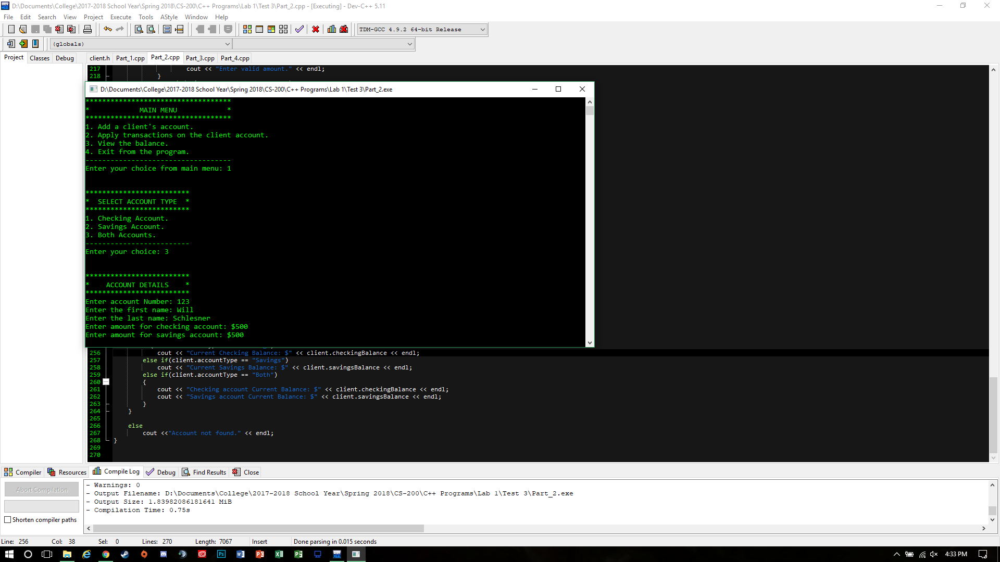 D:\Documents\College\2017-2018 School Year\Spring 2018\CS-200\C++ Programs\Lab 1\Test 3\Part_2.cpp - [Executing] - Dev-C++ 5.11
File Edit Search View Project Execute Tools AStyle Window Help
TDM-GCC 4.9.2 64-bit Release
(globals)
Project Classes Debug
client.h Part_1.cpp Part_2.cpp Part_3.cpp Part_4.cpp
217 cout << "Enter valid amount." << endl;
218 }
D:\Documents\College\2017-2018 School Year\Spring 2018\CS-200\C++ Programs\Lab 1\Test 3\Part_2.exe
***********************************
* MAIN MENU *
***********************************
1. Add a client's account.
2. Apply transactions on the client account.
3. View the balance.
4. Exit from the program.
-----------------------------------
Enter your choice from main menu: 1
*************************
* SELECT ACCOUNT TYPE *
*************************
1. Checking Account.
2. Savings Account.
3. Both Accounts.
-------------------------
Enter your choice: 3
*************************
* ACCOUNT DETAILS *
*************************
Enter account Number: 123
Enter the first name: Will
Enter the last name: Schlesner
Enter amount for checking account: $500
Enter amount for savings account: $500
256 cout << "Current Checking Balance: $" << client.checkingBalance << endl;
257 else if(client.accountType == "Savings")
258 cout << "Current Savings Balance: $" << client.savingsBalance << endl;
259 else if(client.accountType == "Both")
260 {
261 cout << "Checking account Current Balance: $" << client.checkingBalance << endl;
262 cout << "Savings account Current Balance: $" << client.savingsBalance << endl;
263 }
264 }
265
266 else
267 cout <<"Account not found." << endl;
268 }
269
270
Compiler Resources Compile Log Debug Find Results Close
Abort Compilation
Shorten compiler paths
- Warnings: 0
- Output Filename: D:\Documents\College\2017-2018 School Year\Spring 2018\CS-200\C++ Programs\Lab 1\Test 3\Part_2.exe
- Output Size: 1.83982086181641 MiB
- Compilation Time: 0.75s
Line: 256 Col: 38 Sel: 0 Lines: 270 Length: 7067 Insert Done parsing in 0.015 seconds
4:33 PM